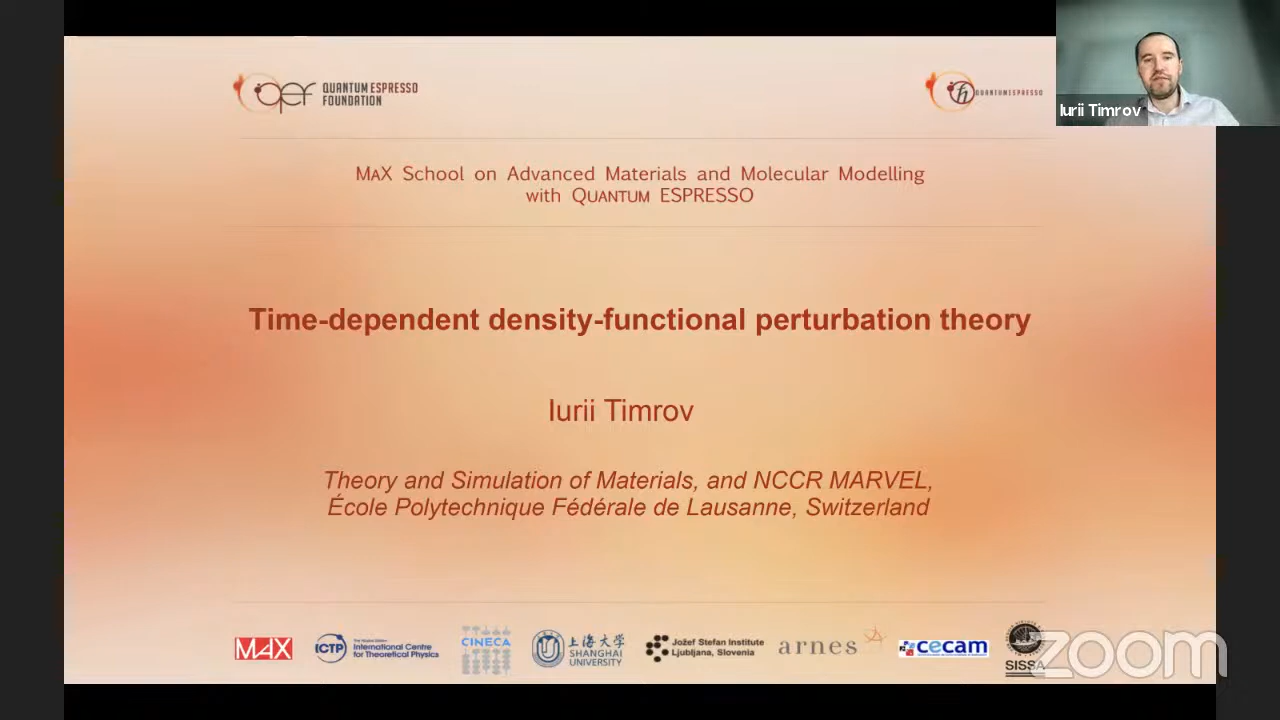 QUANTUM ESPRESSO
FOUNDATION
QUANTUMESPRESSO
Iurii Timrov
MAX School on Advanced Materials and Molecular Modelling
with QUANTUM ESPRESSO
Time-dependent density-functional perturbation theory
Iurii Timrov
Theory and Simulation of Materials, and NCCR MARVEL,
École Polytechnique Fédérale de Lausanne, Switzerland
MAX
ICTP
International Centre
for Theoretical Physics
CINECA
上海大学
SHANGHAI
UNIVERSITY
Jožef Stefan Institute
Ljubljana, Slovenia
arnes
cecam
SISSA
zoom